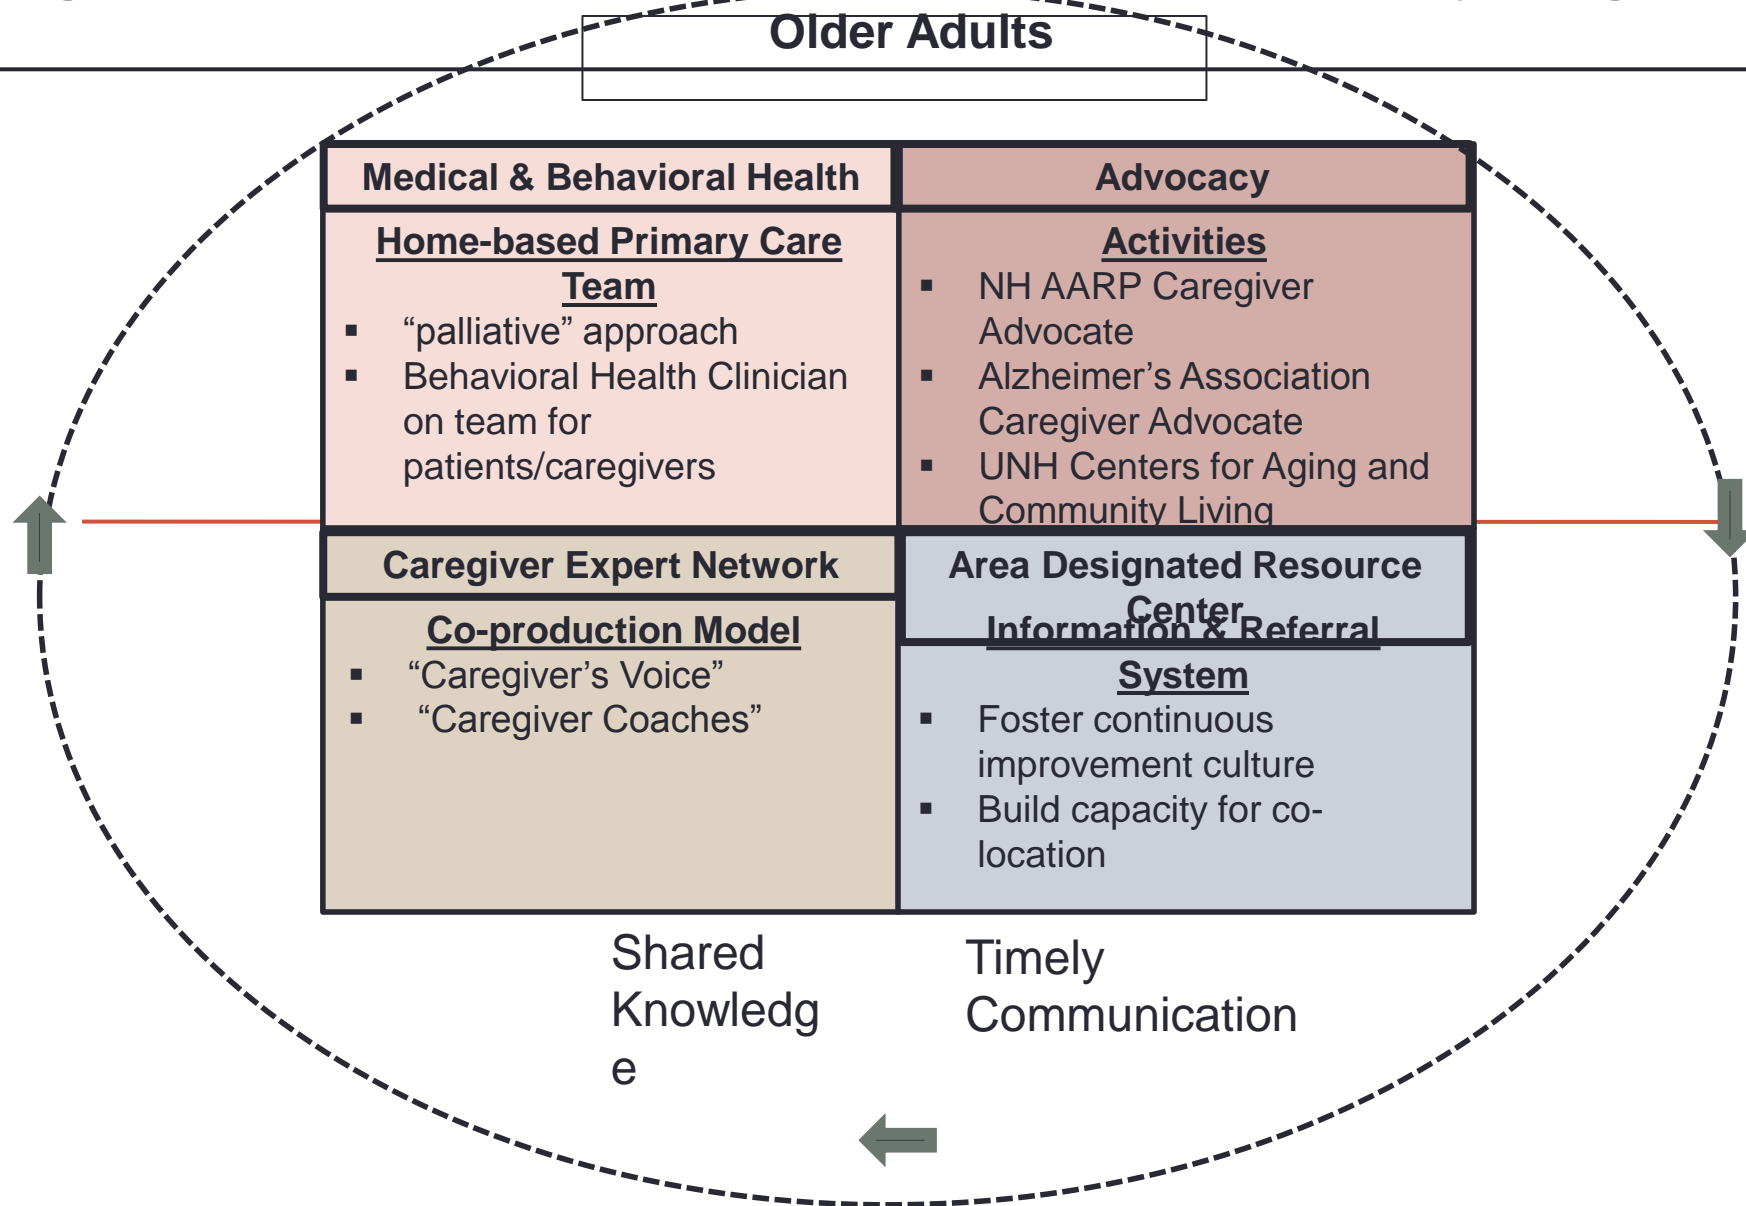 Older Adults
Medical & Behavioral Health
Home-based Primary Care
Team
▪ “palliative” approach
▪ Behavioral Health Clinician
on team for
patients/caregivers
Advocacy
Activities
▪ NH AARP Caregiver
Advocate
▪ Alzheimer’s Association
Caregiver Advocate
▪ UNH Centers for Aging and
Community Living
Caregiver Expert Network
Co-production Model
▪ “Caregiver’s Voice”
▪ “Caregiver Coaches”
Area Designated Resource
Center
Information & Referral
System
▪ Foster continuous
improvement culture
▪ Build capacity for co-
location
Shared
Knowledg
e
Timely
Communication